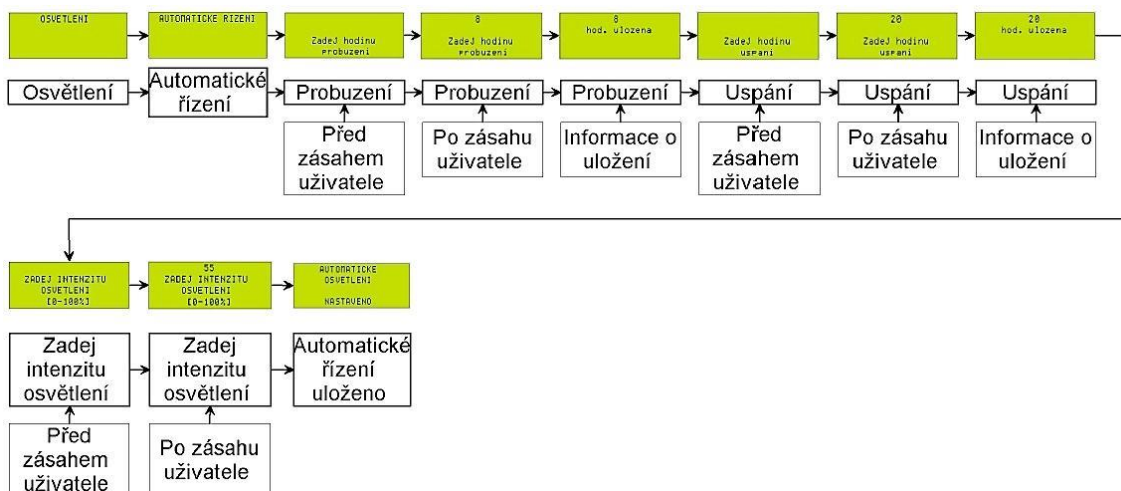 OSVETLENI
AUTOMATICKE RIZENI
ZadeJ hodinu
probuzeni
8
ZadeJ hodinu
probuzeni
8
hod. ulozena
ZadeJ hodinu
uspani
20
ZadeJ hodinu
uspani
20
hod. ulozena
Osvětlení
Automatické
řízení
Probuzení
Probuzení
Probuzení
Uspání
Uspání
Uspání
Před
zásahem
uživatele
Po zásahu
uživatele
Informace o
uložení
Před
zásahem
uživatele
Po zásahu
uživatele
Informace o
uložení
ZADEJ INTENZITU
OSVETLENI
[0-100%]
55
ZADEJ INTENZITU
OSVETLENI
[0-100%]
AUTOMATICKE
OSVETLENI
NASTAVENO
Zadej
intenzitu
osvětlení
Zadej
intenzitu
osvětlení
Automatické
řízení
uloženo
Před
zásahem
uživatele
Po zásahu
uživatele